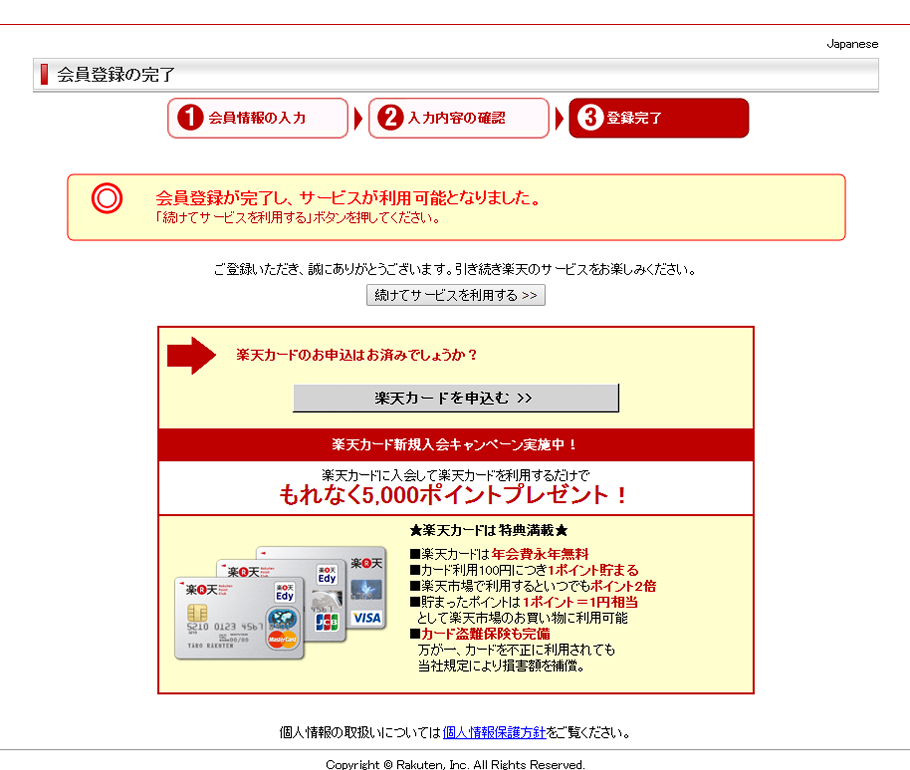 Japanese
会員登録の完了
1 会員情報の入力 2 入力内容の確認 3 登録完了
会員登録が完了し、サービスが利用可能となりました。
「続けてサービスを利用する」ボタンを押してください。
ご登録いただき、誠にありがとうございます。引き続き楽天のサービスをお楽しみください。
続けてサービスを利用する >>
楽天カードのお申込はお済みでしょうか?
楽天カードを申込む >>
楽天カード新規入会キャンペーン実施中!
楽天カードに入会して楽天カードを利用するだけで
もれなく5,000ポイントプレゼント!
★楽天カードは特典満載★
■楽天カードは年会費永年無料
■カード利用100円につき1ポイント貯まる
■楽天市場で利用するといつでもポイント2倍
■貯まったポイントは1ポイント=1円相当
として楽天市場のお買い物に利用可能
■カード盗難保険も完備
万が一、カードを不正に利用されても
当社規定により損害額を補償。
楽R天
楽R天 楽R天 Edy
楽R天 楽R天 Edy
5210 0123 4567 4567 JCB VISA
00/00 MasterCard
TARO RAKUTEN
個人情報の取扱いについては個人情報保護方針をご覧ください。
Copyright © Rakuten, Inc. All Rights Reserved.